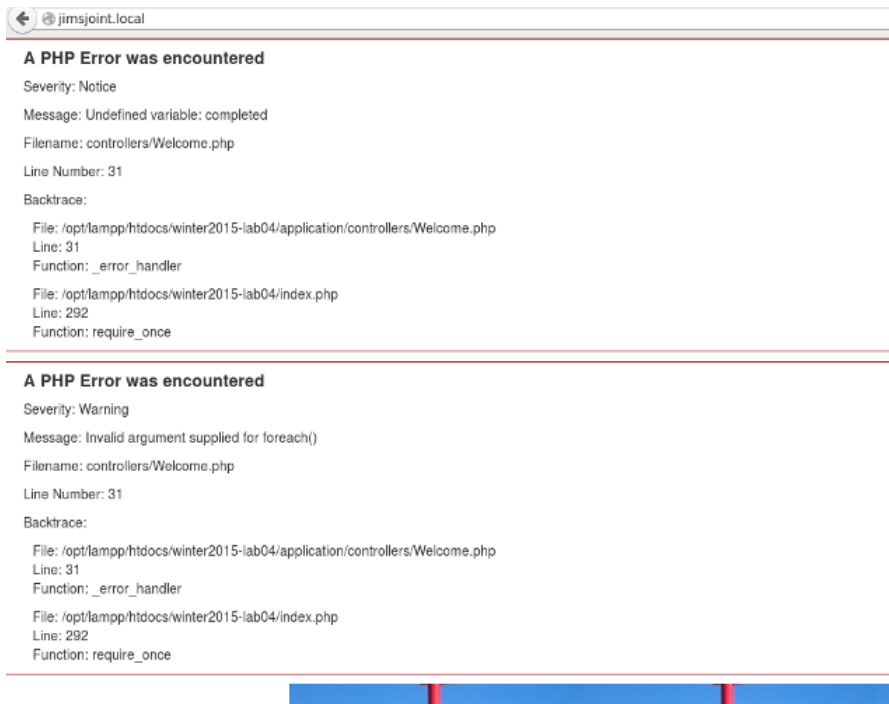 jimsjoint.local
A PHP Error was encountered
Severity: Notice
Message: Undefined variable: completed
Filename: controllers/Welcome.php
Line Number: 31
Backtrace:
File: /opt/lampp/htdocs/winter2015-lab04/application/controllers/Welcome.php
Line: 31
Function: _error_handler
File: /opt/lampp/htdocs/winter2015-lab04/index.php
Line: 292
Function: require_once
A PHP Error was encountered
Severity: Warning
Message: Invalid argument supplied for foreach()
Filename: controllers/Welcome.php
Line Number: 31
Backtrace:
File: /opt/lampp/htdocs/winter2015-lab04/application/controllers/Welcome.php
Line: 31
Function: _error_handler
File: /opt/lampp/htdocs/winter2015-lab04/index.php
Line: 292
Function: require_once